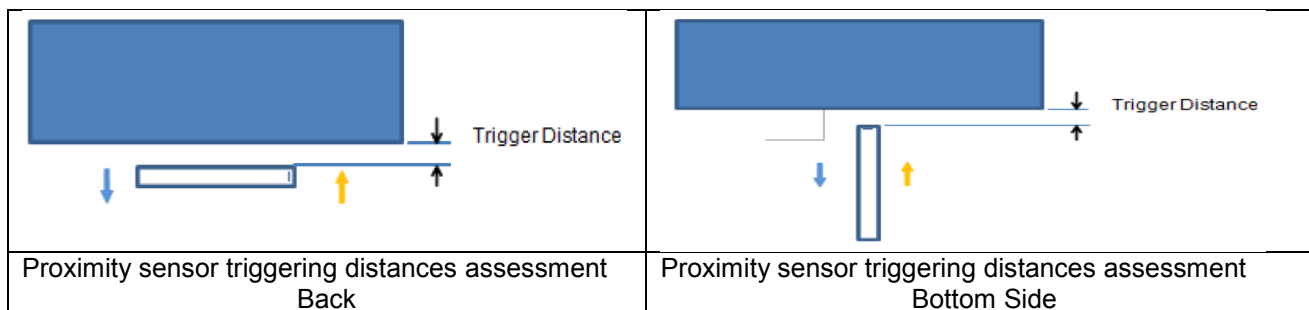 Trigger Distance
Trigger Distance
Proximity sensor triggering distances assessment
Back
Proximity sensor triggering distances assessment
Bottom Side